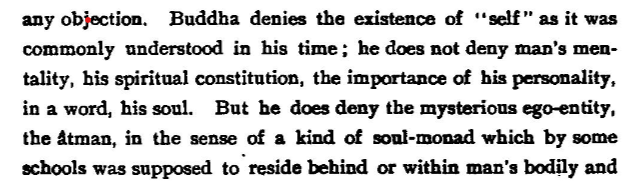 any objection. Buddha denies the existence of "self" as it was
commonly understood in his time; he does not deny man's men-
tality, his spiritual constitution, the importance of his personality,
in a word, his soul. But he does deny the mysterious ego-entity,
the âtman, in the sense of a kind of soul-monad which by some
schools was supposed to reside behind or within man's bodily and